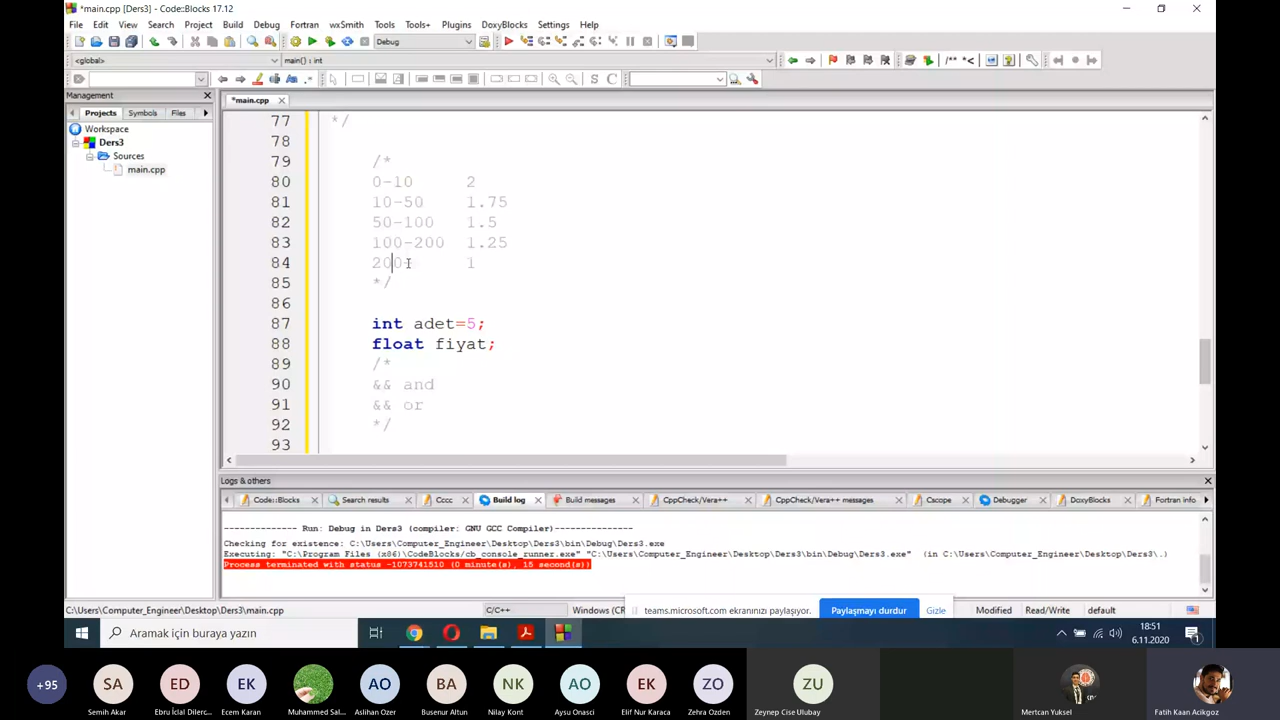 *main.cpp [Ders3] - Code::Blocks 17.12
File Edit View Search Project Build Debug Fortran wxSmith Tools Tools+ Plugins DoxyBlocks Settings Help
Debug
<global> main() : int
/** *<
S C
Management
*main.cpp
Projects Symbols Files
Workspace
Ders3
Sources
main.cpp
77 */
78
79 /*
80 0-10 2
81 10-50 1.75
82 50-100 1.5
83 100-200 1.25
84 200- 1
85 */
86
87 int adet=5;
88 float fiyat;
89 /*
90 && and
91 && or
92 */
93
Logs & others
Code::Blocks Search results Cccc Build log Build messages CppCheck/Vera++ CppCheck/Vera++ messages Cscope Debugger DoxyBlocks Fortran info
-------------- Run: Debug in Ders3 (compiler: GNU GCC Compiler)---------------
Checking for existence: C:\Users\Computer_Engineer\Desktop\Ders3\bin\Debug\Ders3.exe
Executing: "C:\Program Files (x86)\CodeBlocks/cb_console_runner.exe" "C:\Users\Computer_Engineer\Desktop\Ders3\bin\Debug\Ders3.exe" (in C:\Users\Computer_Engineer\Desktop\Ders3\.)
Process terminated with status -1073741510 (0 minute(s), 15 second(s))
C:\Users\Computer_Engineer\Desktop\Ders3\main.cpp C/C++ Windows (CR Modified Read/Write default
teams.microsoft.com ekranınızı paylaşıyor. Paylaşmayı durdur Gizle
Aramak için buraya yazın
18:51
6.11.2020
+95 SA ED EK AO BA NK AO EK ZO ZU
Semih Akar Ebru İclal Dilerc... Ecem Karan Muhammed Sal... Aslihan Ozer Busenur Altun Nilay Kont Aysu Onasci Elif Nur Karaca Zehra Ozden Zeynep Cise Ulubay Mertcan Yuksel Fatih Kaan Acikgoz